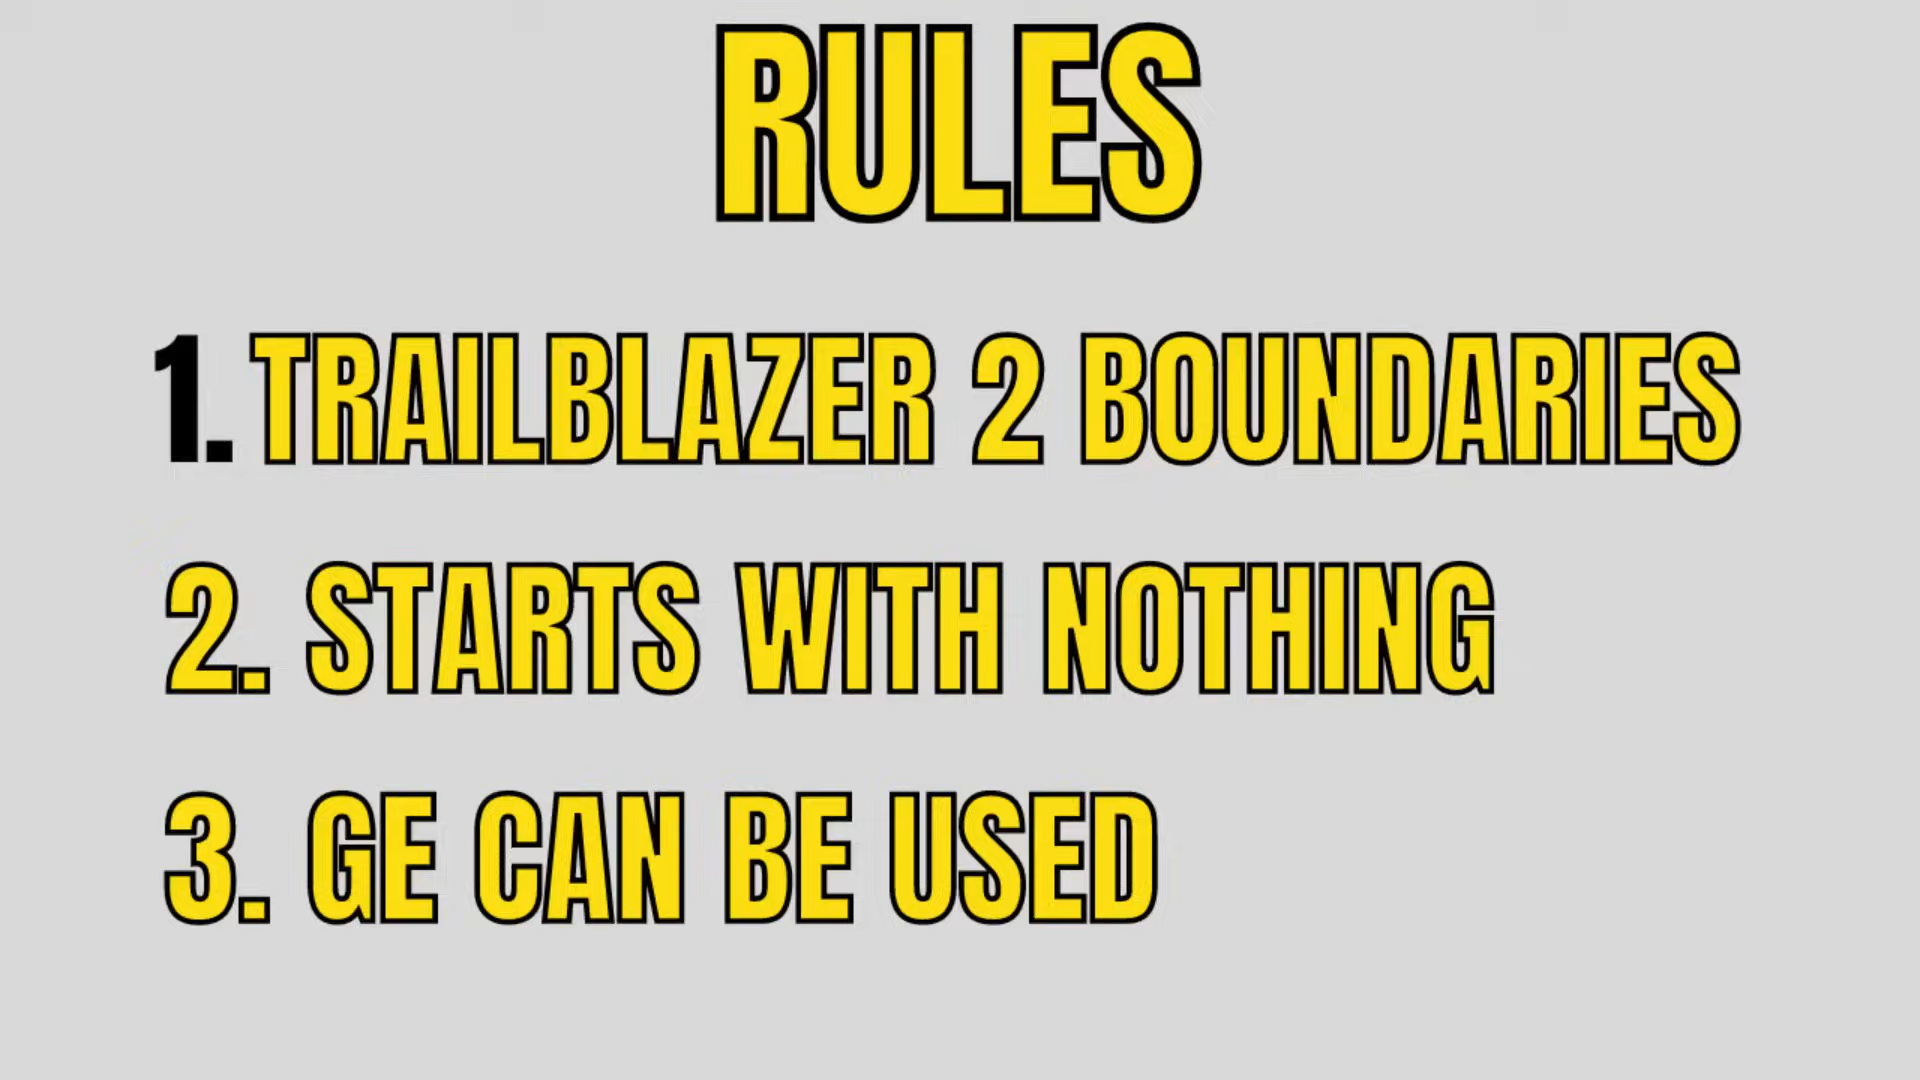 RULES
1. TRAILBLAZER 2 BOUNDARIES
2. STARTS WITH NOTHING
3. GE CAN BE USED